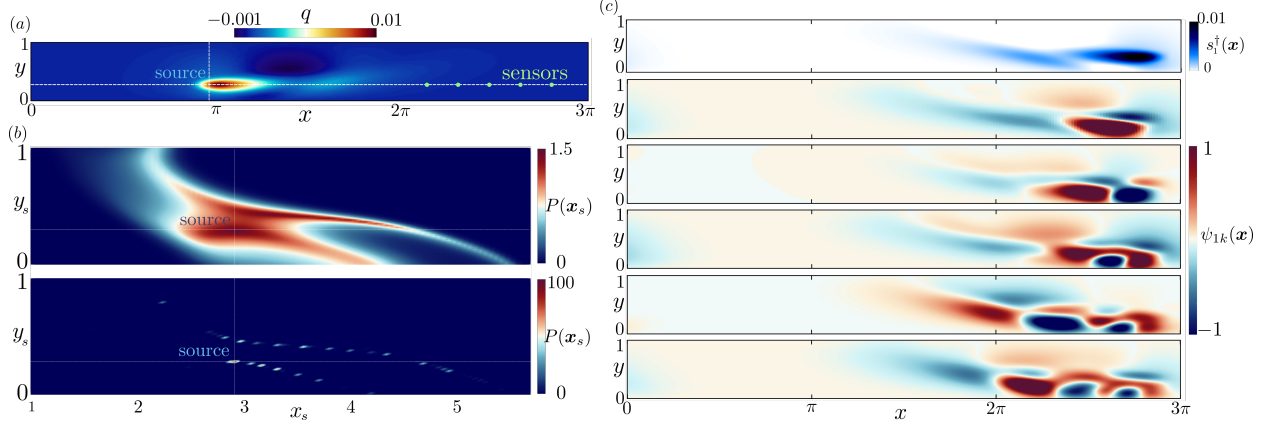 (a)
−0.001 q 0.01
1
y
0
source
sensors
0 π x 2π 3π
(b)
1
y_s
0
source
1.5
P(x_s)
0
1
y_s
0
source
100
P(x_s)
0
1 2 3 x_s 4 5
(c)
1
y
0
0.01
s_1^†(x)
0
1
y
0
1
y
0
1
y
0
1
y
0
1
y
0
1
ψ_{1k}(x)
−1
0 π x 2π 3π